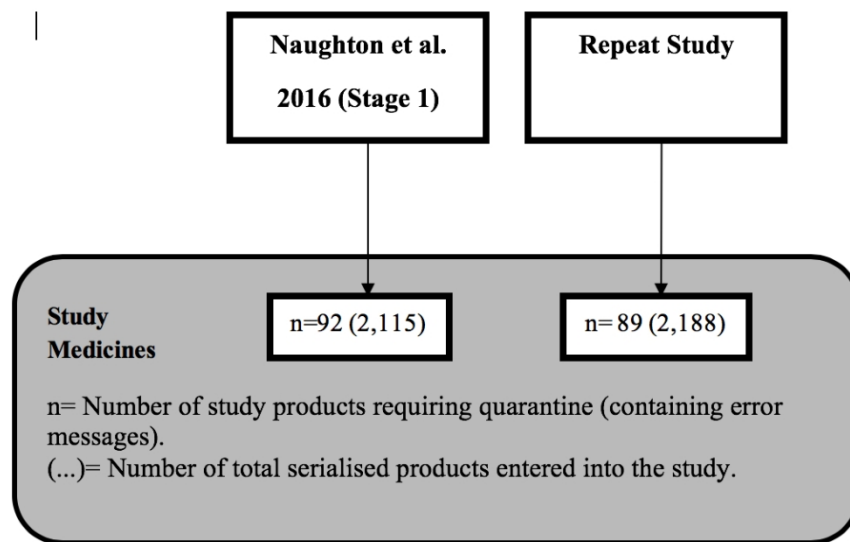 Naughton et al.
2016 (Stage 1)
Repeat Study
Study
Medicines
n=92 (2,115)
n= 89 (2,188)
n= Number of study products requiring quarantine (containing error
messages).
(...)= Number of total serialised products entered into the study.